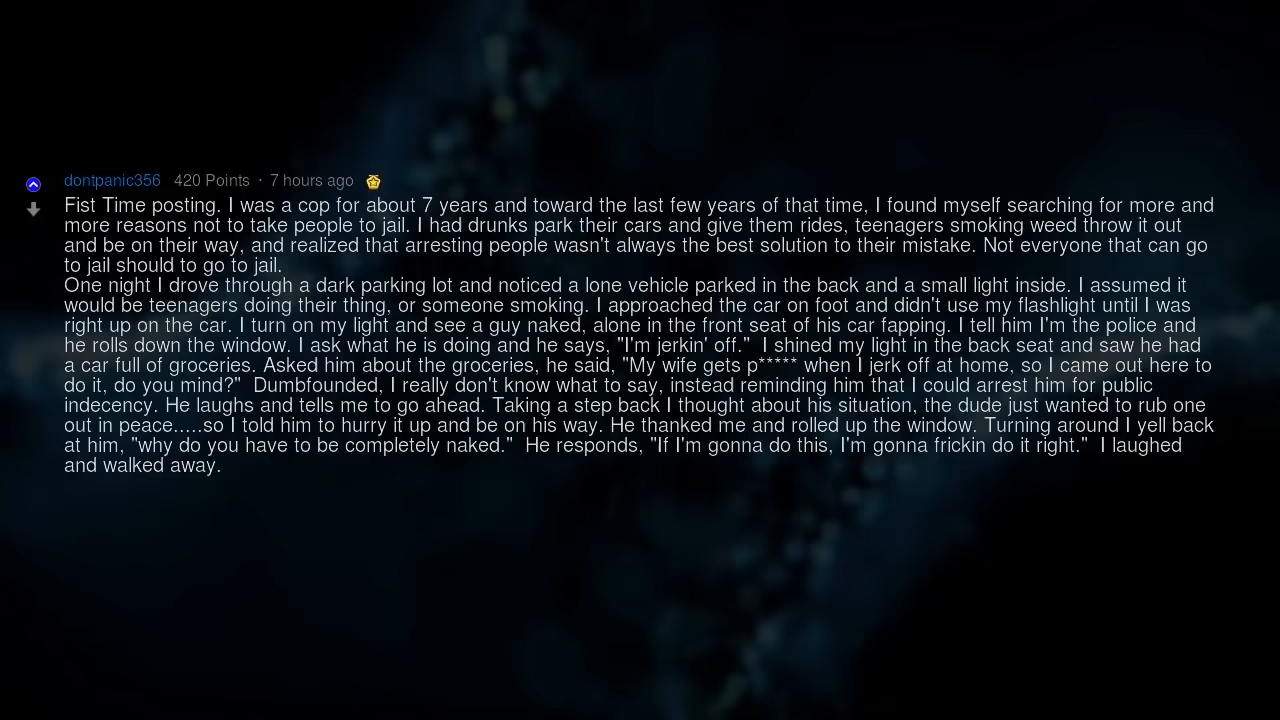 dontpanic356 420 Points · 7 hours ago
Fist Time posting. I was a cop for about 7 years and toward the last few years of that time, I found myself searching for more and
more reasons not to take people to jail. I had drunks park their cars and give them rides, teenagers smoking weed throw it out
and be on their way, and realized that arresting people wasn't always the best solution to their mistake. Not everyone that can go
to jail should to go to jail.
One night I drove through a dark parking lot and noticed a lone vehicle parked in the back and a small light inside. I assumed it
would be teenagers doing their thing, or someone smoking. I approached the car on foot and didn't use my flashlight until I was
right up on the car. I turn on my light and see a guy naked, alone in the front seat of his car fapping. I tell him I'm the police and
he rolls down the window. I ask what he is doing and he says, "I'm jerkin' off."  I shined my light in the back seat and saw he had
a car full of groceries. Asked him about the groceries, he said, "My wife gets p***** when I jerk off at home, so I came out here to
do it, do you mind?"  Dumbfounded, I really don't know what to say, instead reminding him that I could arrest him for public
indecency. He laughs and tells me to go ahead. Taking a step back I thought about his situation, the dude just wanted to rub one
out in peace.....so I told him to hurry it up and be on his way. He thanked me and rolled up the window. Turning around I yell back
at him, "why do you have to be completely naked."  He responds, "If I'm gonna do this, I'm gonna frickin do it right."  I laughed
and walked away.